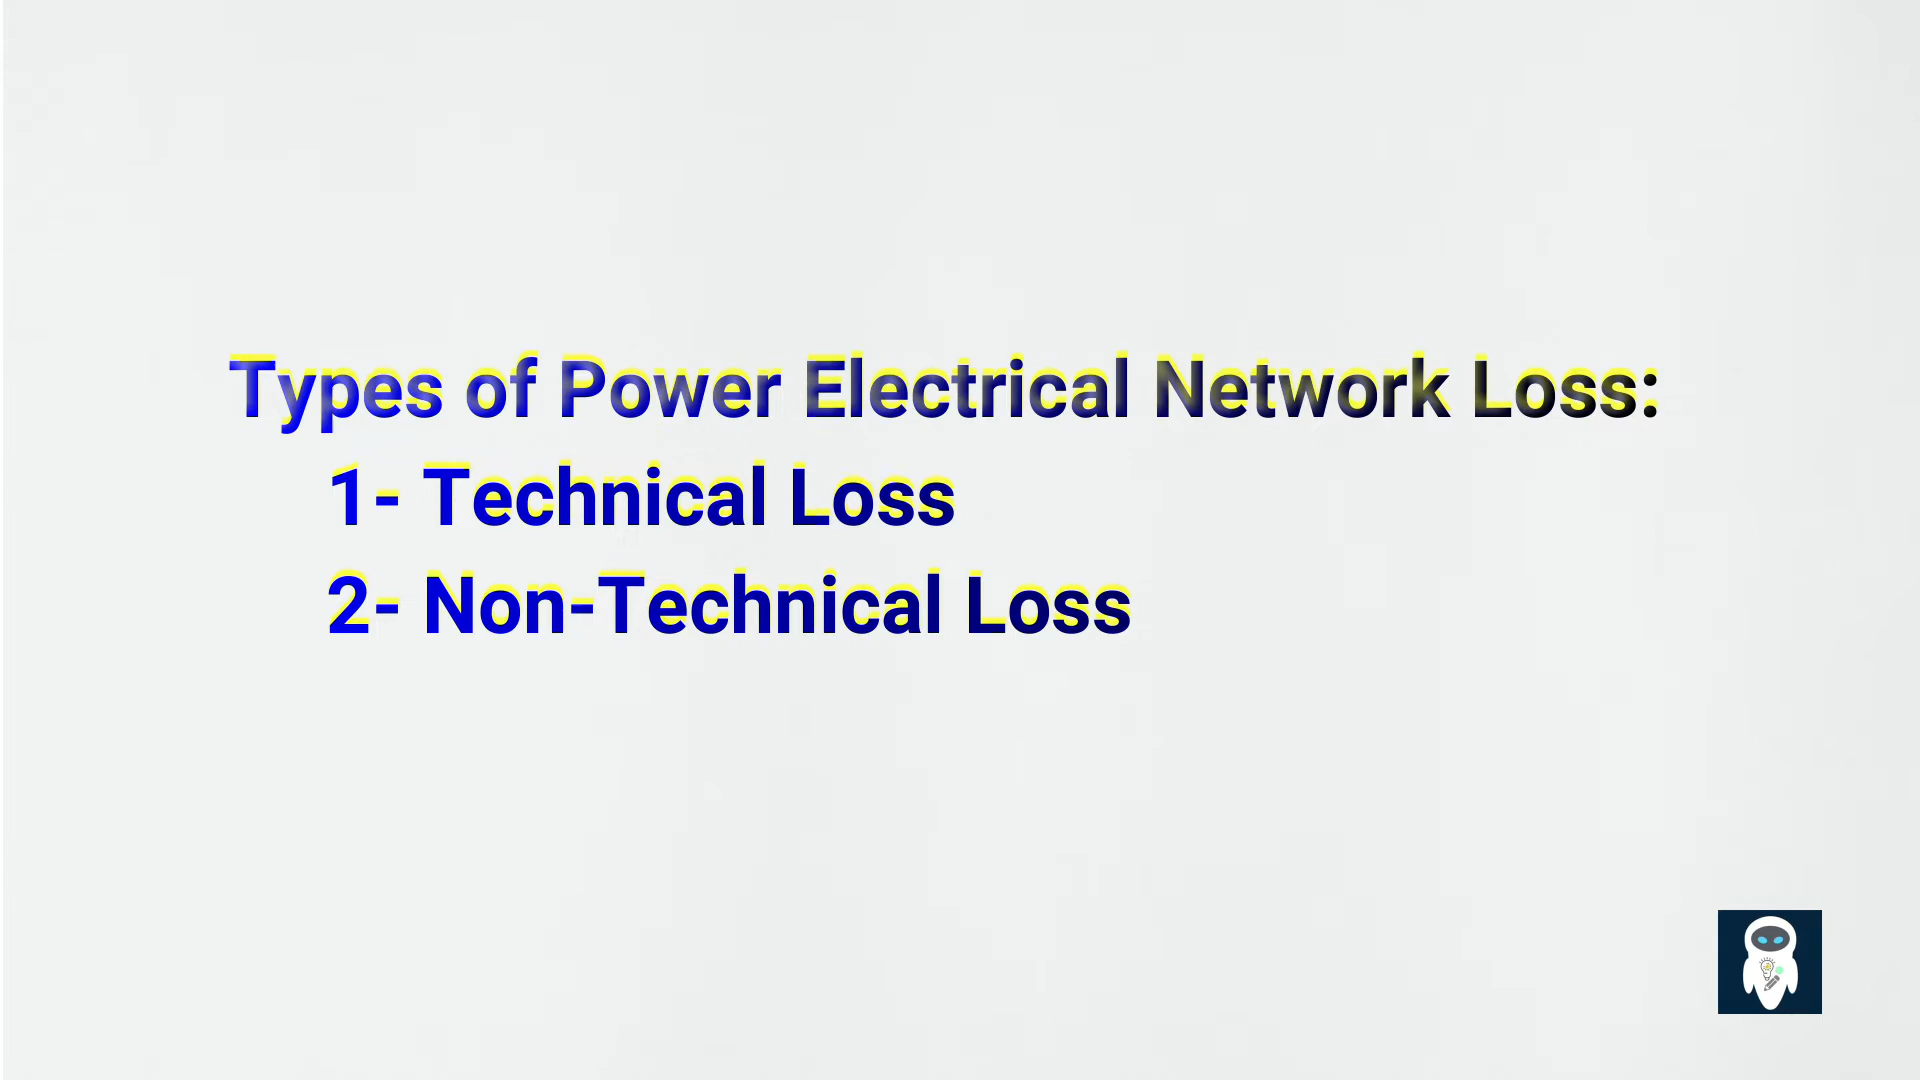 Types of Power Electrical Network Loss:
1- Technical Loss
2- Non-Technical Loss